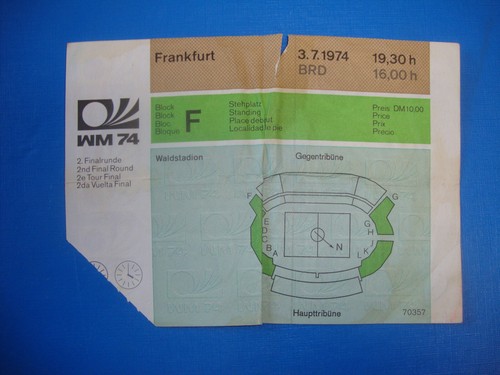 Frankfurt 3.7.1974 19,30 h
BRD 16,00 h
WM 74
Block
Block
Bloc
Bloque
F
Stehplatz
Standing
Place debout
Localidad de pie
Preis DM 10.00
Price
Prix
Precio
2. Finalrunde
2nd Final Round
2e Tour Final
2da Vuelta Final
Waldstadion
Gegentribüne
F
G
E
D
C
B
A
G
H
J
K
L
N
Haupttribüne
70357